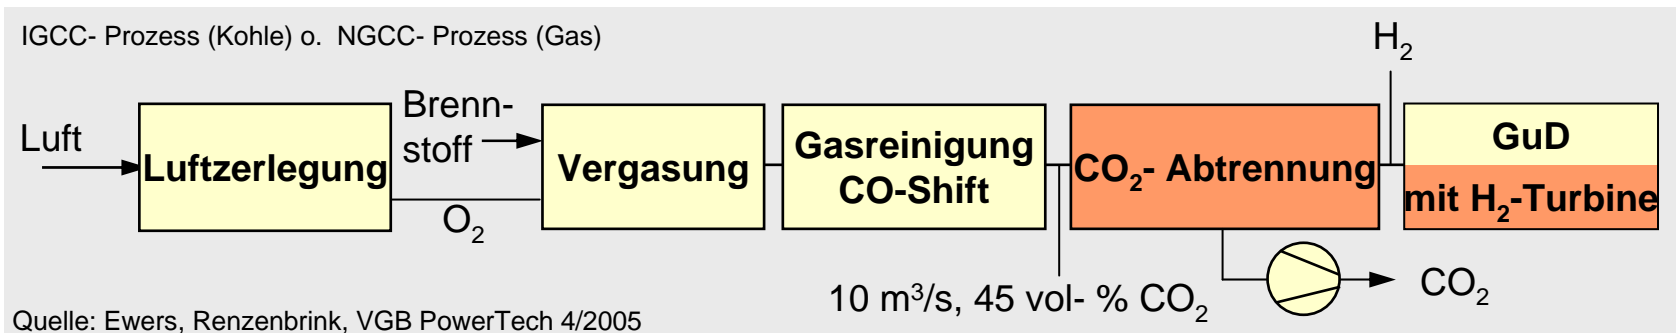 IGCC- Prozess (Kohle) o.  NGCC- Prozess (Gas)
H₂
Luft
Luftzerlegung
Brenn-
stoff
O₂
Vergasung
Gasreinigung
CO-Shift
CO₂- Abtrennung
GuD
mit H₂-Turbine
10 m³/s, 45 vol- % CO₂
CO₂
Quelle: Ewers, Renzenbrink, VGB PowerTech 4/2005